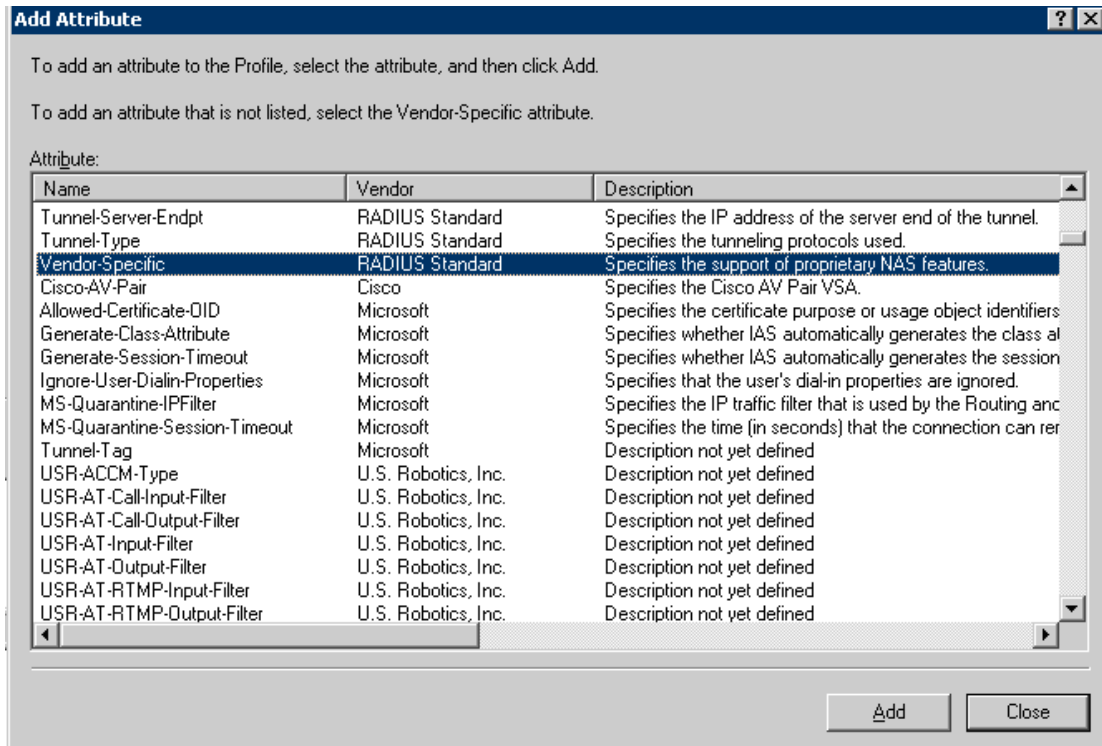 Add Attribute
To add an attribute to the Profile, select the attribute, and then click Add.
To add an attribute that is not listed, select the Vendor-Specific attribute.
Attribute:
Name Vendor Description
Tunnel-Server-Endpt RADIUS Standard Specifies the IP address of the server end of the tunnel.
Tunnel-Type RADIUS Standard Specifies the tunneling protocols used.
Vendor-Specific RADIUS Standard Specifies the support of proprietary NAS features.
Cisco-AV-Pair Cisco Specifies the Cisco AV Pair VSA.
Allowed-Certificate-OID Microsoft Specifies the certificate purpose or usage object identifiers
Generate-Class-Attribute Microsoft Specifies whether IAS automatically generates the class
Generate-Session-Timeout Microsoft Specifies whether IAS automatically generates the session
Ignore-User-Dialin-Properties Microsoft Specifies that the user's dial-in properties are ignored.
MS-Quarantine-IPFilter Microsoft Specifies the IP traffic filter that is used by the Routing and
MS-Quarantine-Session-Timeout Microsoft Specifies the time (in seconds) that the connection can
Tunnel-Tag Microsoft Description not yet defined
USR-ACCM-Type U.S. Robotics, Inc. Description not yet defined
USR-AT-Call-Input-Filter U.S. Robotics, Inc. Description not yet defined
USR-AT-Call-Output-Filter U.S. Robotics, Inc. Description not yet defined
USR-AT-Input-Filter U.S. Robotics, Inc. Description not yet defined
USR-AT-Output-Filter U.S. Robotics, Inc. Description not yet defined
USR-AT-RTMP-Input-Filter U.S. Robotics, Inc. Description not yet defined
USR-AT-RTMP-Output-Filter U.S. Robotics, Inc. Description not yet defined
Add Close